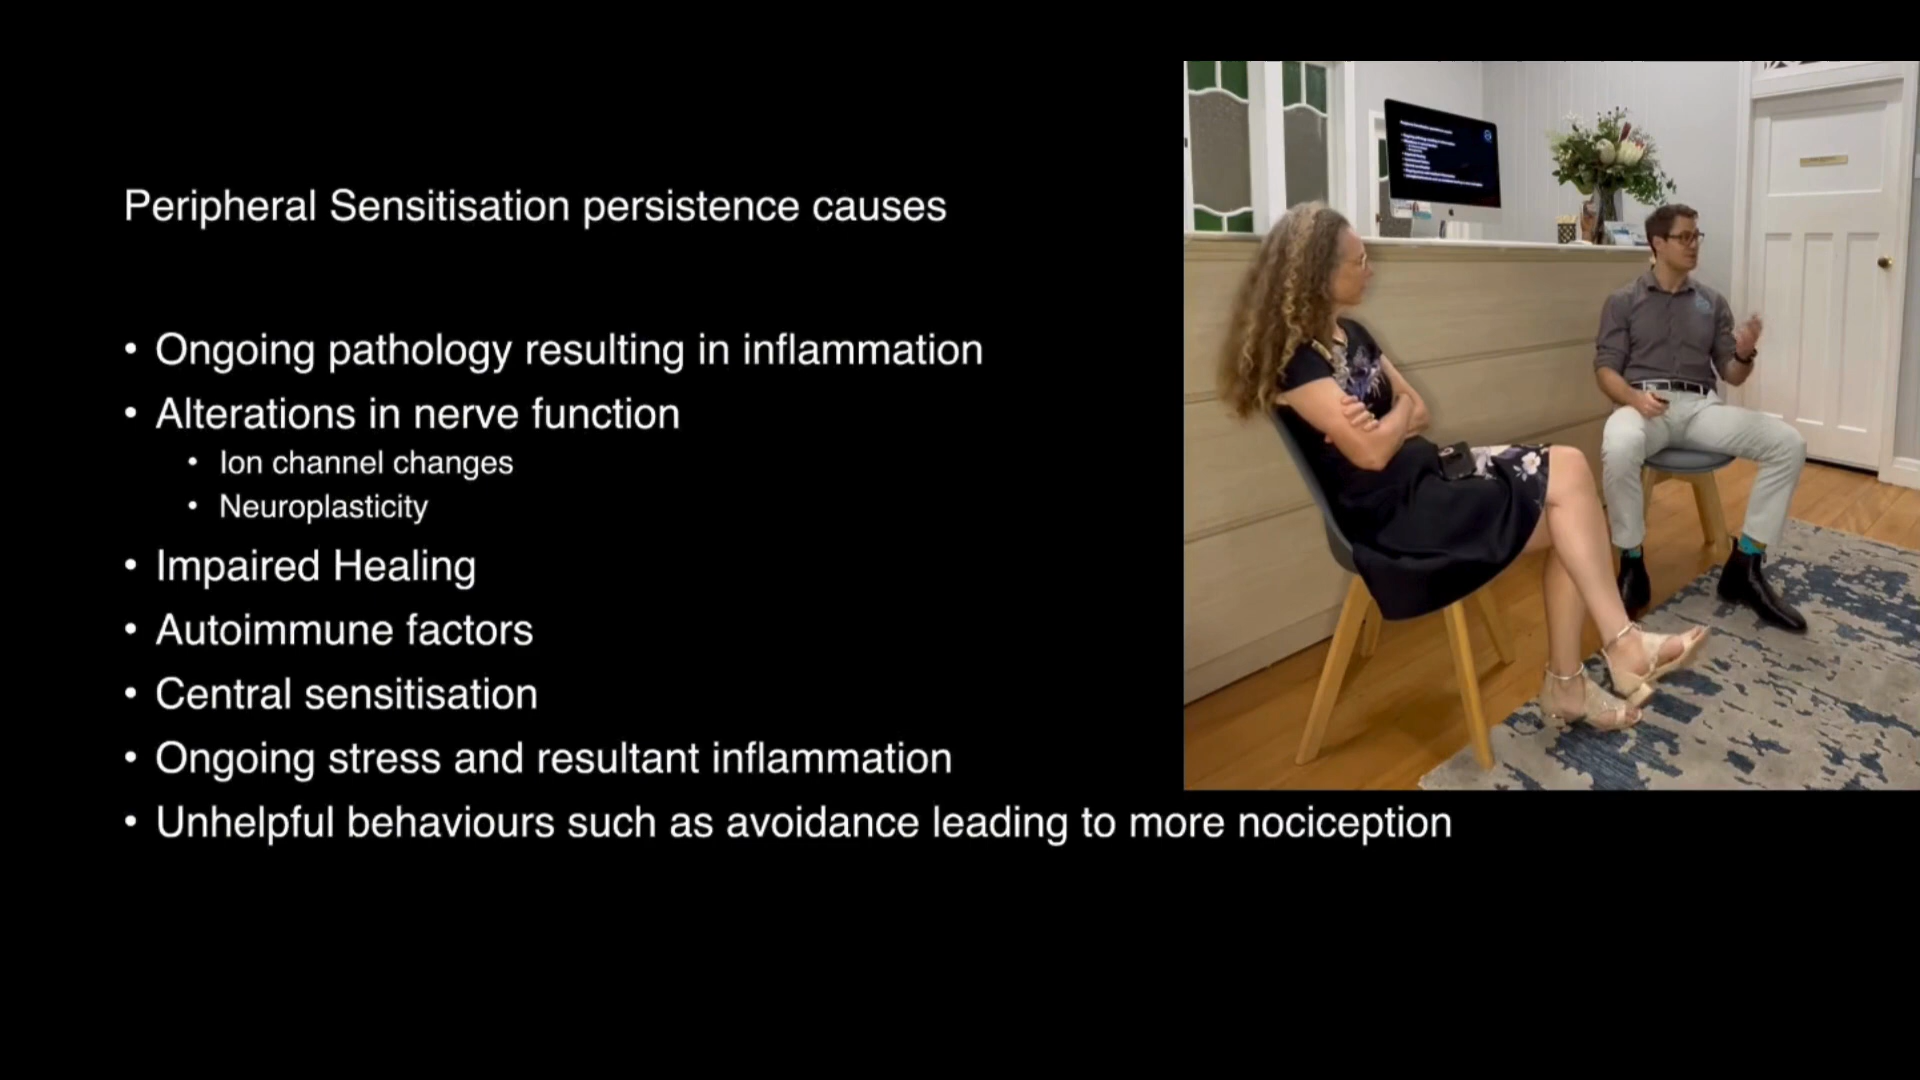 Peripheral Sensitisation persistence causes
• Ongoing pathology resulting in inflammation
• Alterations in nerve function
• Ion channel changes
• Neuroplasticity
• Impaired Healing
• Autoimmune factors
• Central sensitisation
• Ongoing stress and resultant inflammation
• Unhelpful behaviours such as avoidance leading to more nociception